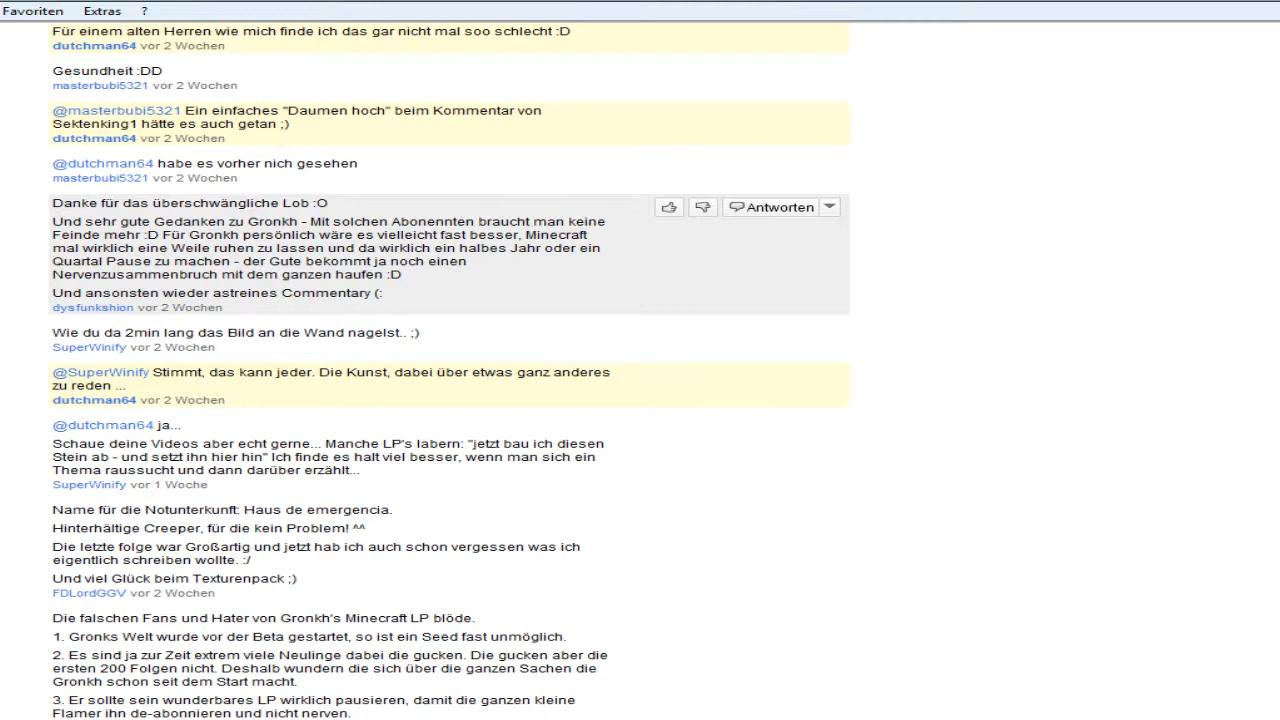 Favoriten Extras ?
Für einem alten Herren wie mich finde ich das gar nicht mal soo schlecht :D
dutchman64 vor 2 Wochen
Gesundheit :DD
masterbubi5321 vor 2 Wochen
@masterbubi5321 Ein einfaches "Daumen hoch" beim Kommentar von
Sektenking1 hätte es auch getan ;)
dutchman64 vor 2 Wochen
@dutchman64 habe es vorher nich gesehen
masterbubi5321 vor 2 Wochen
Danke für das überschwängliche Lob :O
Antworten
Und sehr gute Gedanken zu Gronkh - Mit solchen Abonennten braucht man keine
Feinde mehr :D Für Gronkh persönlich wäre es vielleicht fast besser, Minecraft
mal wirklich eine Weile ruhen zu lassen und da wirklich ein halbes Jahr oder ein
Quartal Pause zu machen - der Gute bekommt ja noch einen
Nervenzusammenbruch mit dem ganzen haufen :D
Und ansonsten wieder astreines Commentary (:
dysfunkshion vor 2 Wochen
Wie du da 2min lang das Bild an die Wand nagelst.. ;)
SuperWinify vor 2 Wochen
@SuperWinify Stimmt, das kann jeder. Die Kunst, dabei über etwas ganz anderes
zu reden ...
dutchman64 vor 2 Wochen
@dutchman64 ja...
Schaue deine Videos aber echt gerne... Manche LP's labern: "jetzt bau ich diesen
Stein ab - und setzt ihn hier hin" Ich finde es halt viel besser, wenn man sich ein
Thema raussucht und dann darüber erzählt...
SuperWinify vor 1 Woche
Name für die Notunterkunft: Haus de emergencia.
Hinterhältige Creeper, für die kein Problem! ^^
Die letzte folge war Großartig und jetzt hab ich auch schon vergessen was ich
eigentlich schreiben wollte. :/
Und viel Glück beim Texturenpack ;)
FDLordGGV vor 2 Wochen
Die falschen Fans und Hater von Gronkh's Minecraft LP blöde.
1. Gronks Welt wurde vor der Beta gestartet, so ist ein Seed fast unmöglich.
2. Es sind ja zur Zeit extrem viele Neulinge dabei die gucken. Die gucken aber die
ersten 200 Folgen nicht. Deshalb wundern die sich über die ganzen Sachen die
Gronkh schon seit dem Start macht.
3. Er sollte sein wunderbares LP wirklich pausieren, damit die ganzen kleine
Flamer ihn de-abonnieren und nicht nerven.